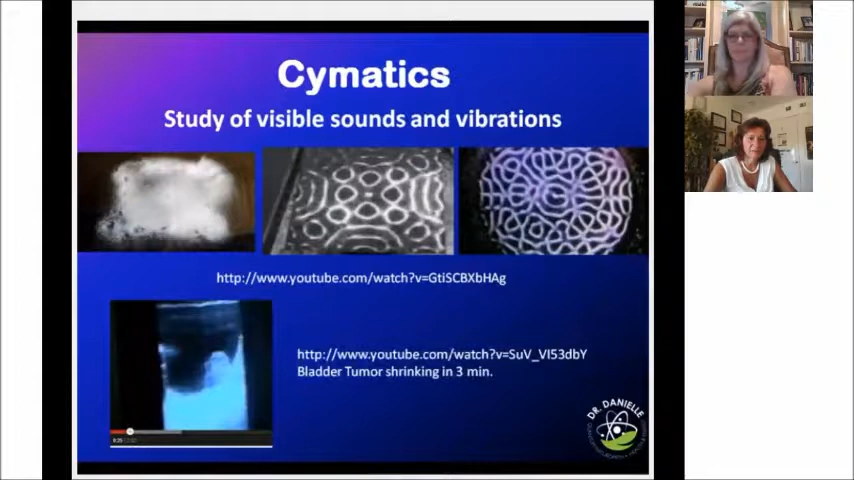 Cymatics
Study of visible sounds and vibrations
http://www.youtube.com/watch?v=GtiSCBXbHAg
http://www.youtube.com/watch?v=SuV_VI53dbY
Bladder Tumor shrinking in 3 min.
DR. DANIELLE